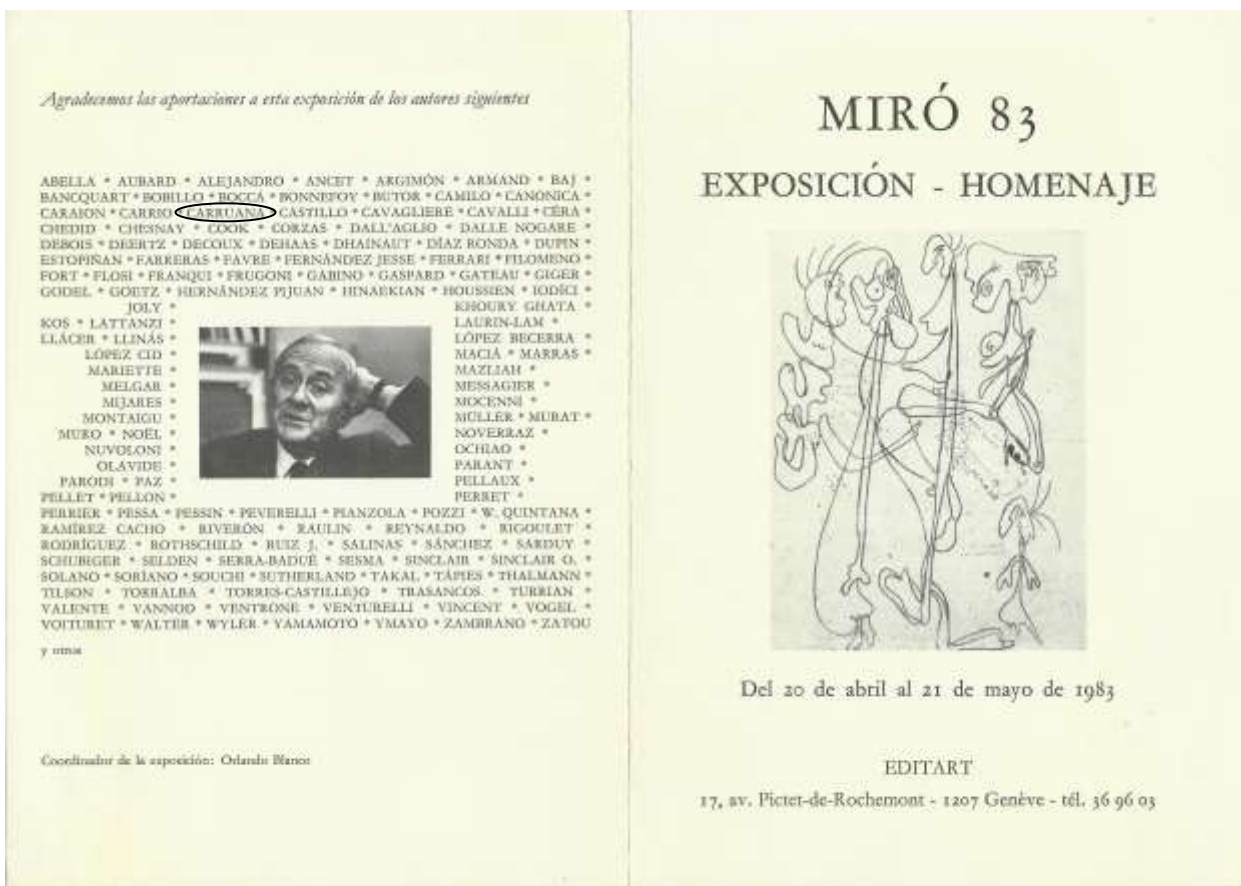 Agradecemos las aportaciones a esta exposición de los autores siguientes
ABELLA * AUBARD * ALEJANDRO * ANCET * ARGIMÓN * ARMAND * BAJ *
BANCQUART * BOBILLO * BOCCÁ * BONNEFOY * BUTOR * CAMILO * CANONICA *
CARAION * CARRIO CARRUANA CASTILLO * CAVAGLIERE * CAVALLI * CÉRÁ *
CHEDID * CHESNAY * COOK * CORZAS * DALL'AGLIO * DALLE NOGARE *
DEBOIS * DEERTZ * DECOUX * DEHAAS * DHAINAUT * DÍAZ RONDA * DUPIN *
ESTOPIÑAN * FARRERAS * FAVRE * FERNÁNDEZ JESSE * FERRARI * FILOMENO *
FORT * FLOSI * FRANQUI * FRUGONI * GABINO * GASPARD * GATEAU * GIGER *
GODEL * GOETZ * HERNÁNDEZ PIJUAN * HINAEKIAN * HOUSSIEN * IODÍCI *
JOLY * KHOURY GHATA *
KOS * LATTANZI * LAURIN-LAM *
LLÁCER * LLINÁS * LÓPEZ BECERRA *
LÓPEZ CID * MACIÁ * MARRAS *
MARIETTE * MAZLIAH *
MELGAR * MESSAGIER *
MIJARES * MOCENNI *
MONTAIGU * MÜLLER * MURAT *
MURO * NOËL * NOVERRAZ *
NUVOLONI * OCHIAO *
OLAVIDE * PARANT *
PARODI * PAZ * PELLAUX *
PELLET * PELLON * PERRET *
PERRIER * PESSA * PESSIN * PEVERELLI * PIANZOLA * POZZI * W. QUINTANA *
RAMÍREZ CACHO * RIVERÓN * RAULIN * REYNALDO * RIGOULET *
RODRÍGUEZ * ROTHSCHILD * RUIZ J. * SALINAS * SÁNCHEZ * SARDUY *
SCHUBIGER * SELDEN * SERRA-BADUÉ * SESMA * SINCLAIR * SINCLAIR O. *
SOLANO * SORIANO * SOUCHI * SUTHERLAND * TAKAL * TÀPIES * THALMANN *
TILSON * TORRALBA * TORRES-CASTILLEJO * TRASANCOS * TURRIAN *
VALENTE * VANNOD * VENTRONE * VENTURELLI * VINCENT * VOGEL *
VOITURET * WALTER * WYLER * YAMAMOTO * YMAYO * ZAMBRANO * ZATOU
y otros
Coordinador de la exposición: Orlando Blanco
MIRÓ 83
EXPOSICIÓN - HOMENAJE
Del 20 de abril al 21 de mayo de 1983
EDITART
17, av. Pictet-de-Rochemont - 1207 Genève - tél. 36 96 03